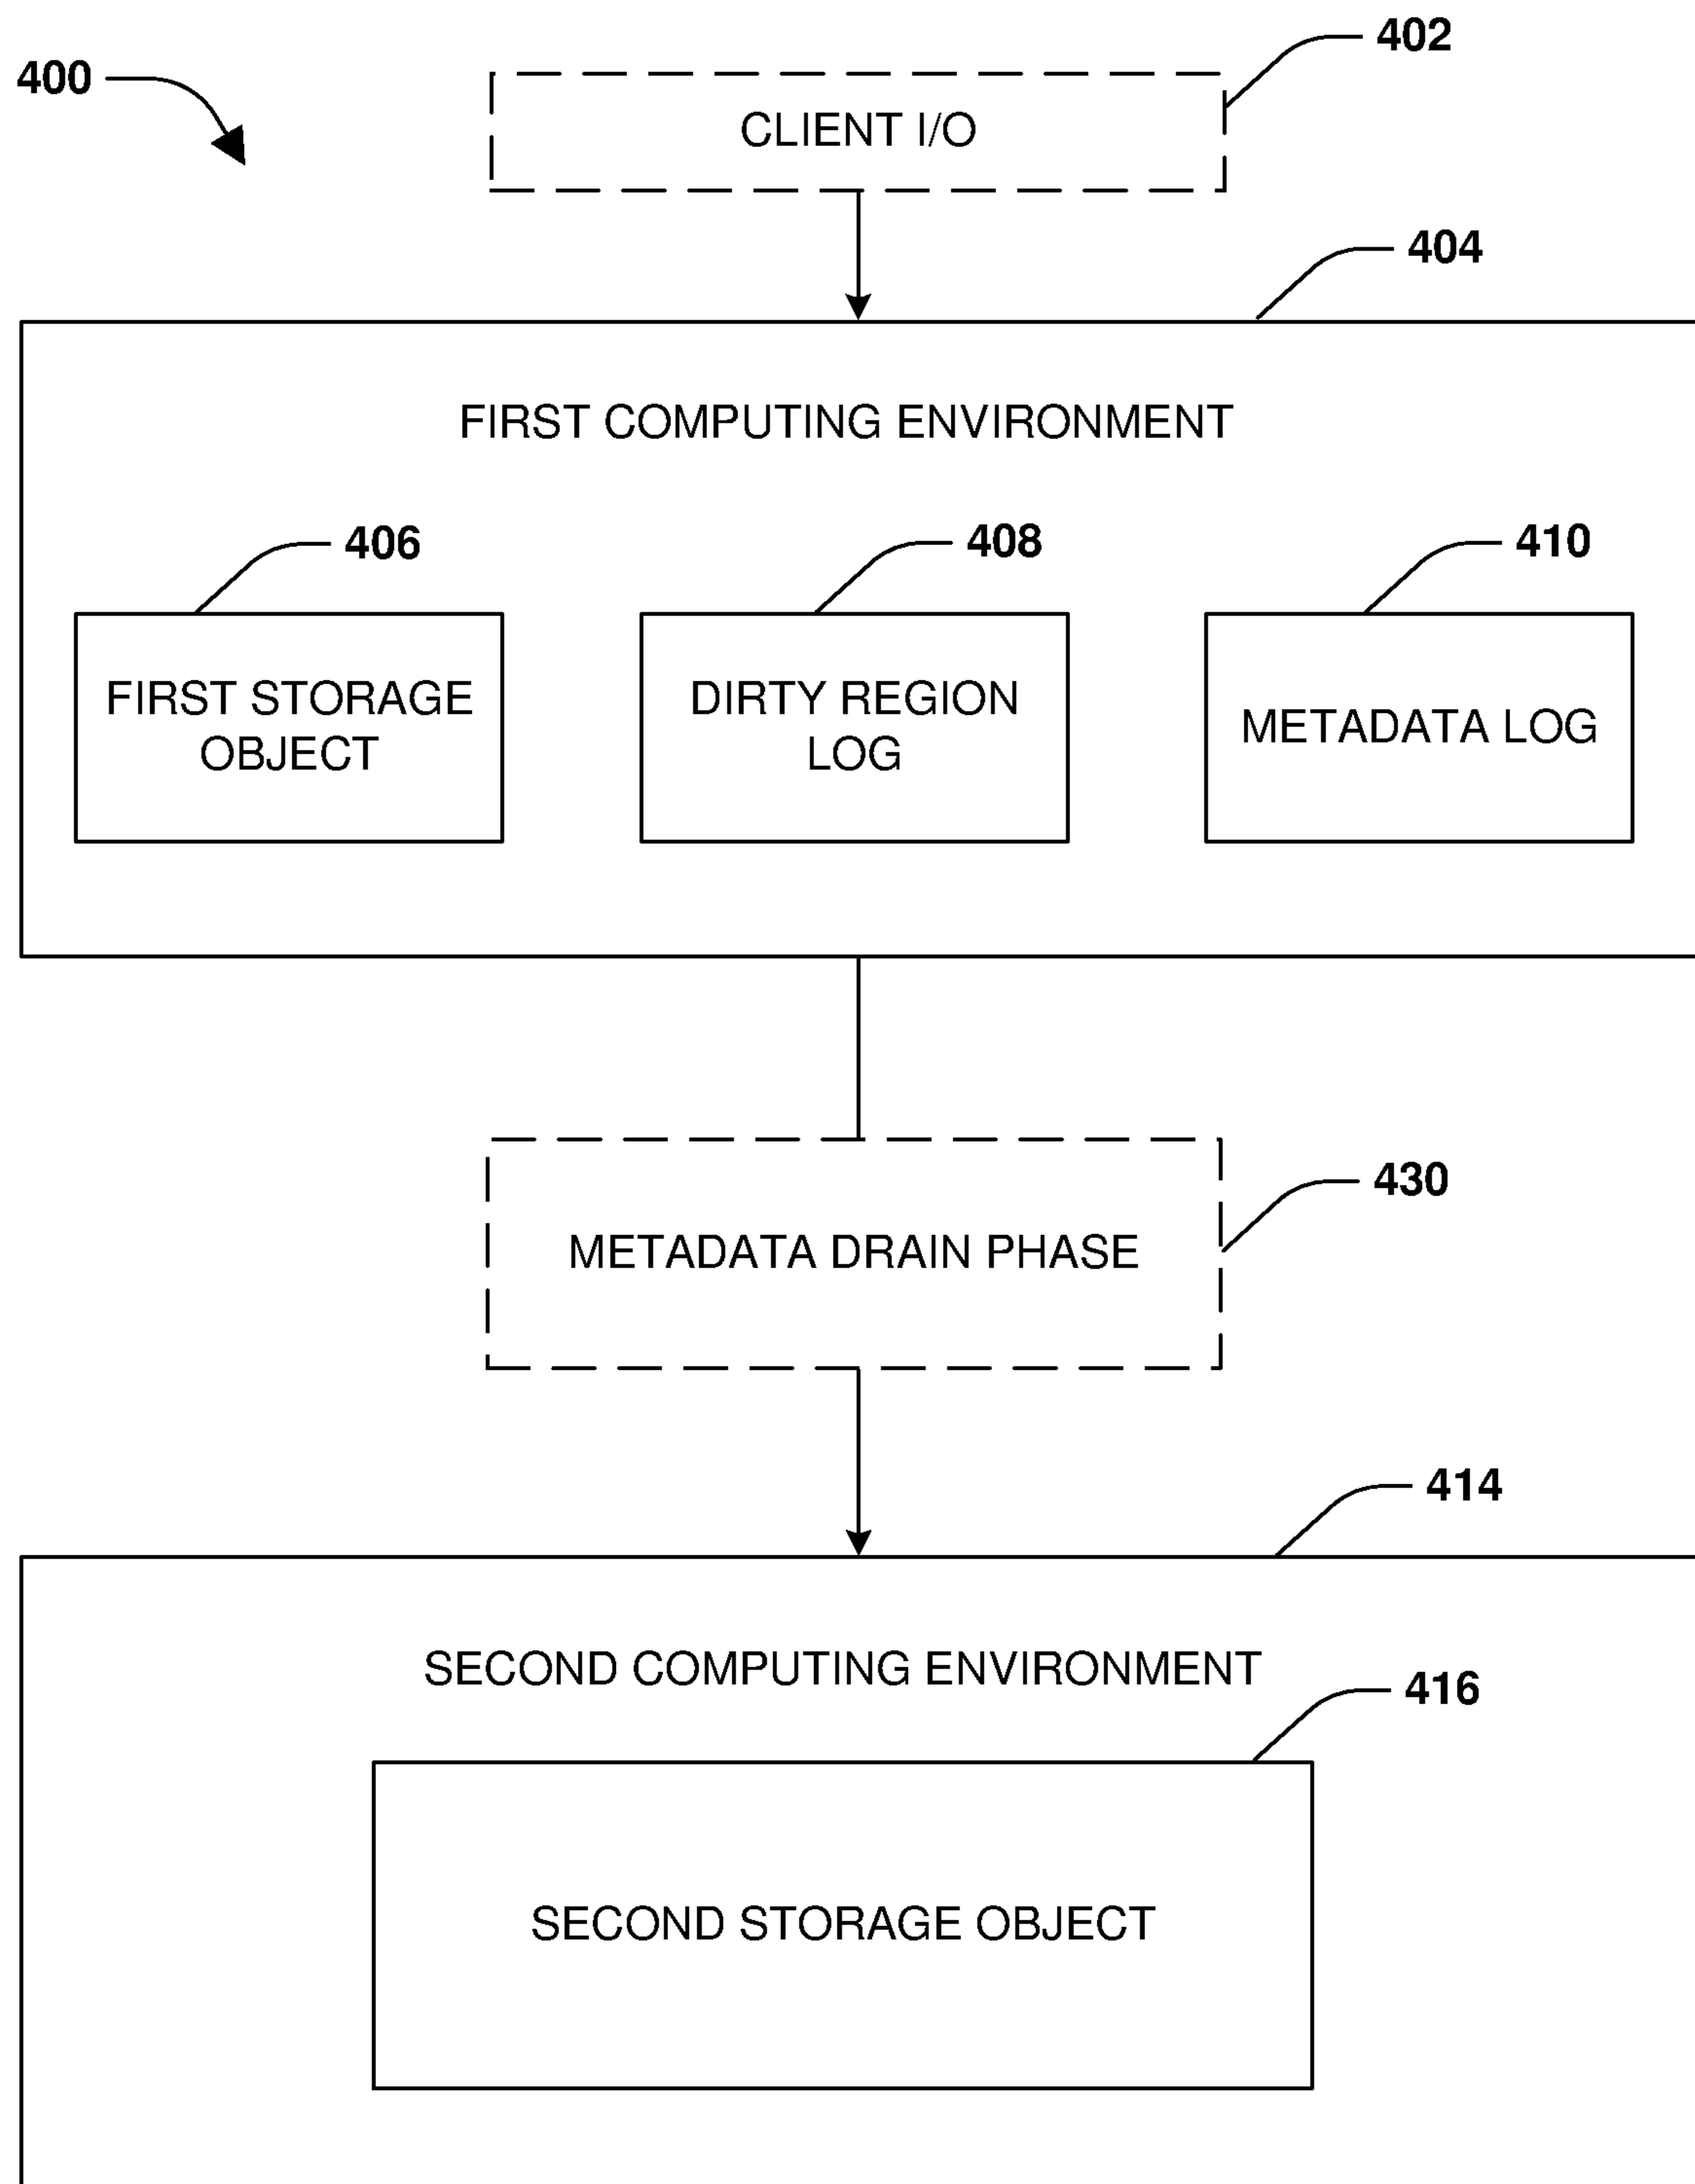 402
400
CLIENT I/O
404
FIRST COMPUTING ENVIRONMENT
406
408
410
FIRST STORAGE
OBJECT
DIRTY REGION
LOG
METADATA LOG
430
METADATA DRAIN PHASE
414
SECOND COMPUTING ENVIRONMENT
416
SECOND STORAGE OBJECT